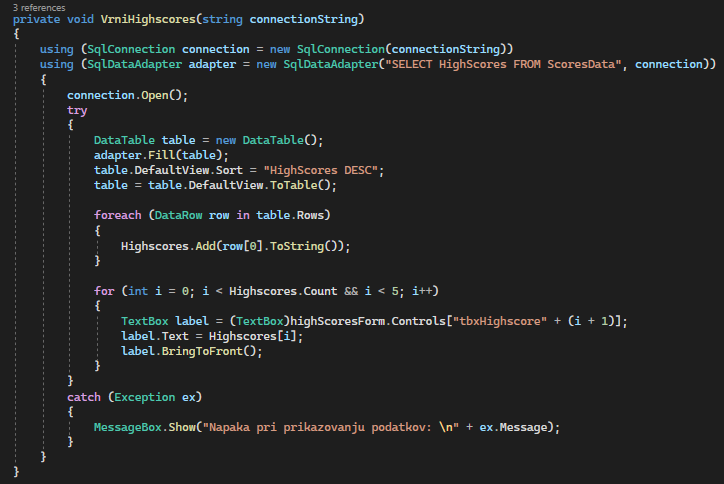 3 references
private void VrniHighscores(string connectionString)
{
    using (SqlConnection connection = new SqlConnection(connectionString))
    using (SqlDataAdapter adapter = new SqlDataAdapter("SELECT HighScores FROM ScoresData", connection))
    {
        connection.Open();
        try
        {
            DataTable table = new DataTable();
            adapter.Fill(table);
            table.DefaultView.Sort = "HighScores DESC";
            table = table.DefaultView.ToTable();

            foreach (DataRow row in table.Rows)
            {
                Highscores.Add(row[0].ToString());
            }

            for (int i = 0; i < Highscores.Count && i < 5; i++)
            {
                TextBox label = (TextBox)highScoresForm.Controls["tbxHighscore" + (i + 1)];
                label.Text = Highscores[i];
                label.BringToFront();
            }
        }
        catch (Exception ex)
        {
            MessageBox.Show("Napaka pri prikazovanju podatkov: \n" + ex.Message);
        }
    }
}